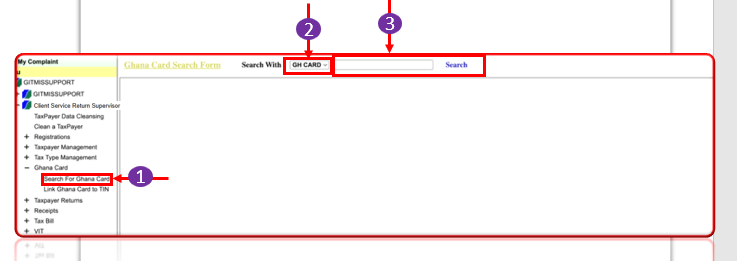 2
3
My Complaint
u
Ghana Card Search Form
Search With
GH CARD
Search
GITMISSUPPORT
GITMISSUPPORT
Client Service Return Supervisor
TaxPayer Data Cleansing
Clean a TaxPayer
+ Registrations
+ Taxpayer Management
+ Tax Type Management
− Ghana Card
Search For Ghana Card
1
Link Ghana Card to TIN
+ Taxpayer Returns
+ Receipts
+ Tax Bill
+ VIT